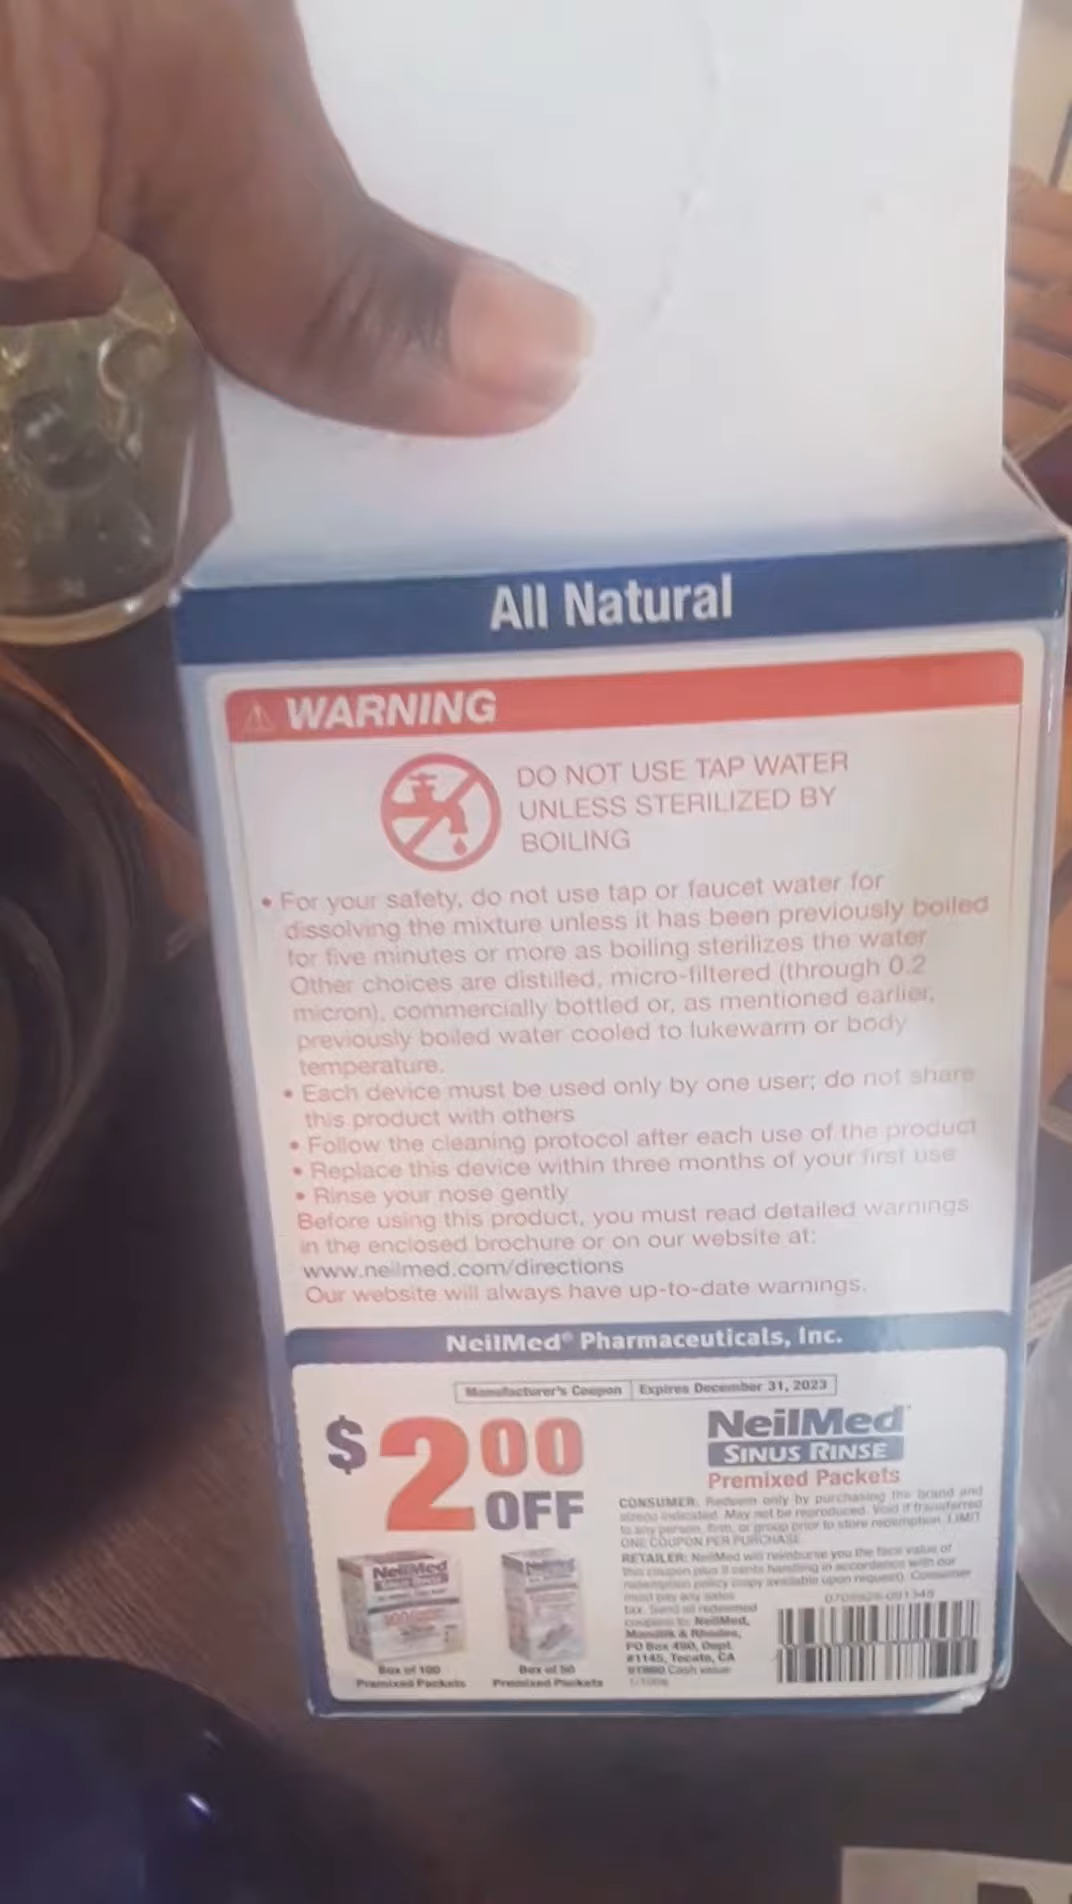 All Natural
WARNING
DO NOT USE TAP WATER
UNLESS STERILIZED BY
BOILING
• For your safety, do not use tap or faucet water for
dissolving the mixture unless it has been previously boiled
for five minutes or more as boiling sterilizes the water
Other choices are distilled, micro-filtered (through 0.2
micron), commercially bottled or, as mentioned earlier,
previously boiled water cooled to lukewarm or body
temperature.
• Each device must be used only by one user; do not share
this product with others
• Follow the cleaning protocol after each use of the product
• Replace this device within three months of your first use
• Rinse your nose gently
Before using this product, you must read detailed warnings
in the enclosed brochure or on our website at:
www.neilmed.com/directions
Our website will always have up-to-date warnings.
NeilMed® Pharmaceuticals, Inc.
Manufacturer's Coupon Expires December 31, 2023
$2.00
OFF
NeilMed
SINUS RINSE
Premixed Packets
CONSUMER: Redeem only by purchasing the brand and
sizes indicated. May not be reproduced. Void if transferred
to any person, firm, or group prior to store redemption. LIMIT
ONE COUPON PER PURCHASE
RETAILER: NeilMed will reimburse you the face value of
this coupon plus 8 cents handling in accordance with our
redemption policy (copy available upon request). Consumer
must pay any sales
tax. Send all redeemed
coupons to: NeilMed,
PO Box 490, Dept.
#1145, Tecate, CA
Cash value
NeilMed
Box of 100
Premixed Packets
Box of 50
Premixed Packets